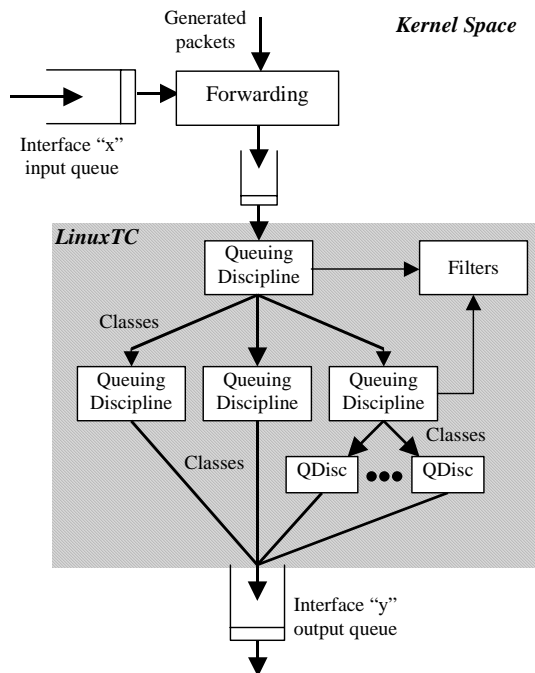 Generated
packets
Kernel Space
Forwarding
Interface “x”
input queue
LinuxTC
Queuing
Discipline
Filters
Classes
Queuing
Discipline
Queuing
Discipline
Queuing
Discipline
Classes
Classes
QDisc
QDisc
Interface “y”
output queue